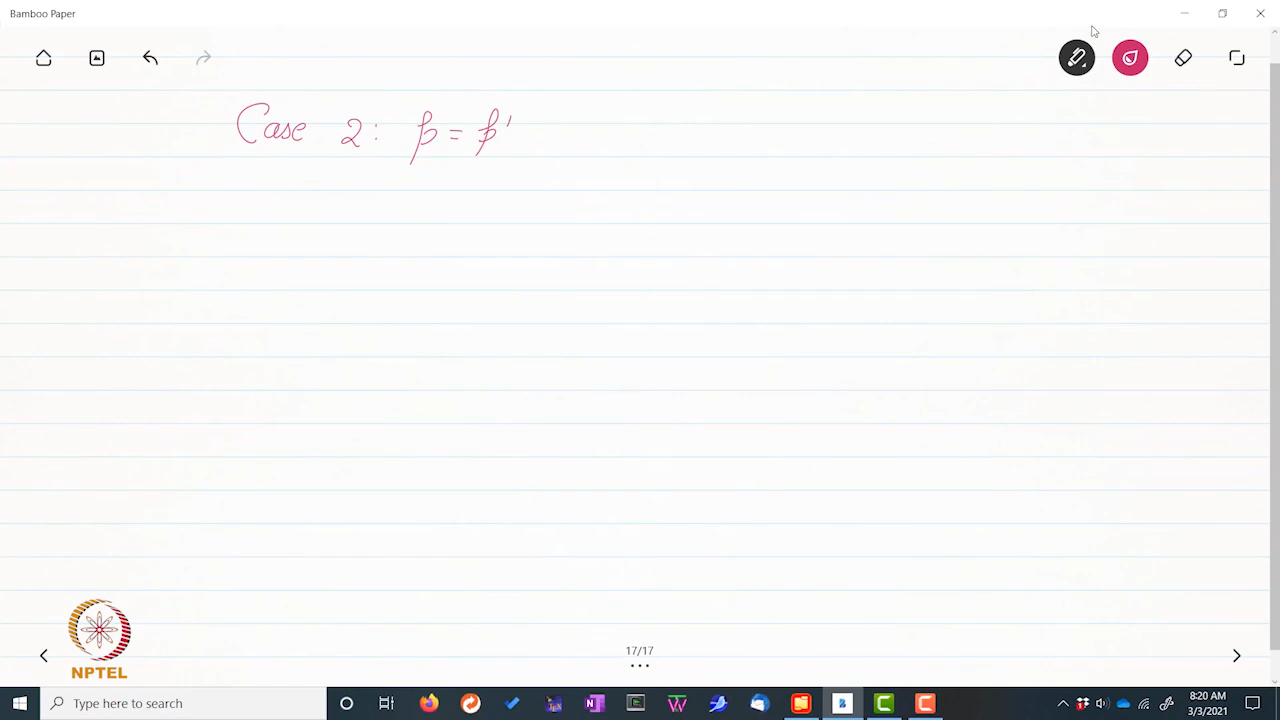 Bamboo Paper
Case 2: β = β'
NPTEL
17/17
Type here to search
8:20 AM
3/3/2021